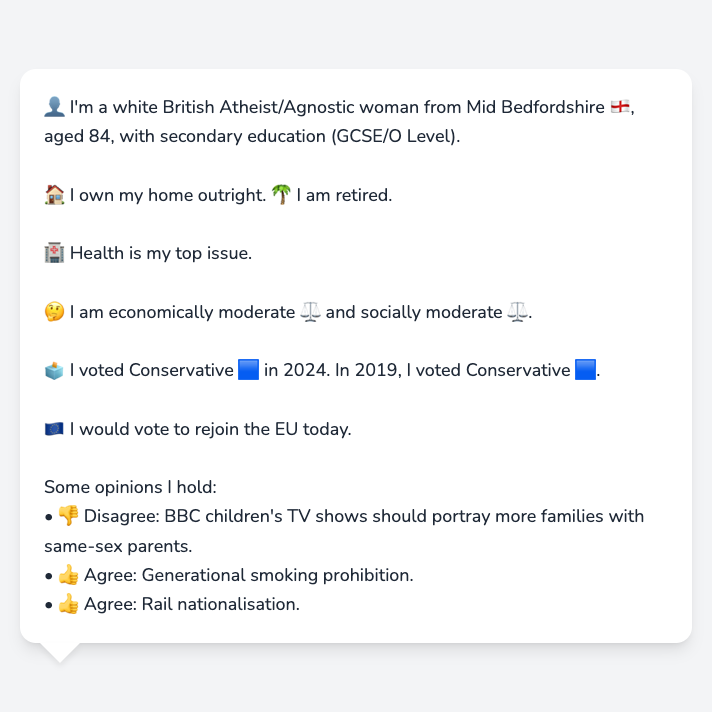 👤 I'm a white British Atheist/Agnostic woman from Mid Bedfordshire 🏴󠁧󠁢󠁥󠁮󠁧󠁿,
aged 84, with secondary education (GCSE/O Level).
🏠 I own my home outright. 🌴 I am retired.
🏥 Health is my top issue.
🤔 I am economically moderate ⚖️ and socially moderate ⚖️.
🗳️ I voted Conservative 🟦 in 2024. In 2019, I voted Conservative 🟦.
🇪🇺 I would vote to rejoin the EU today.
Some opinions I hold:
• 👎 Disagree: BBC children's TV shows should portray more families with
same-sex parents.
• 👍 Agree: Generational smoking prohibition.
• 👍 Agree: Rail nationalisation.